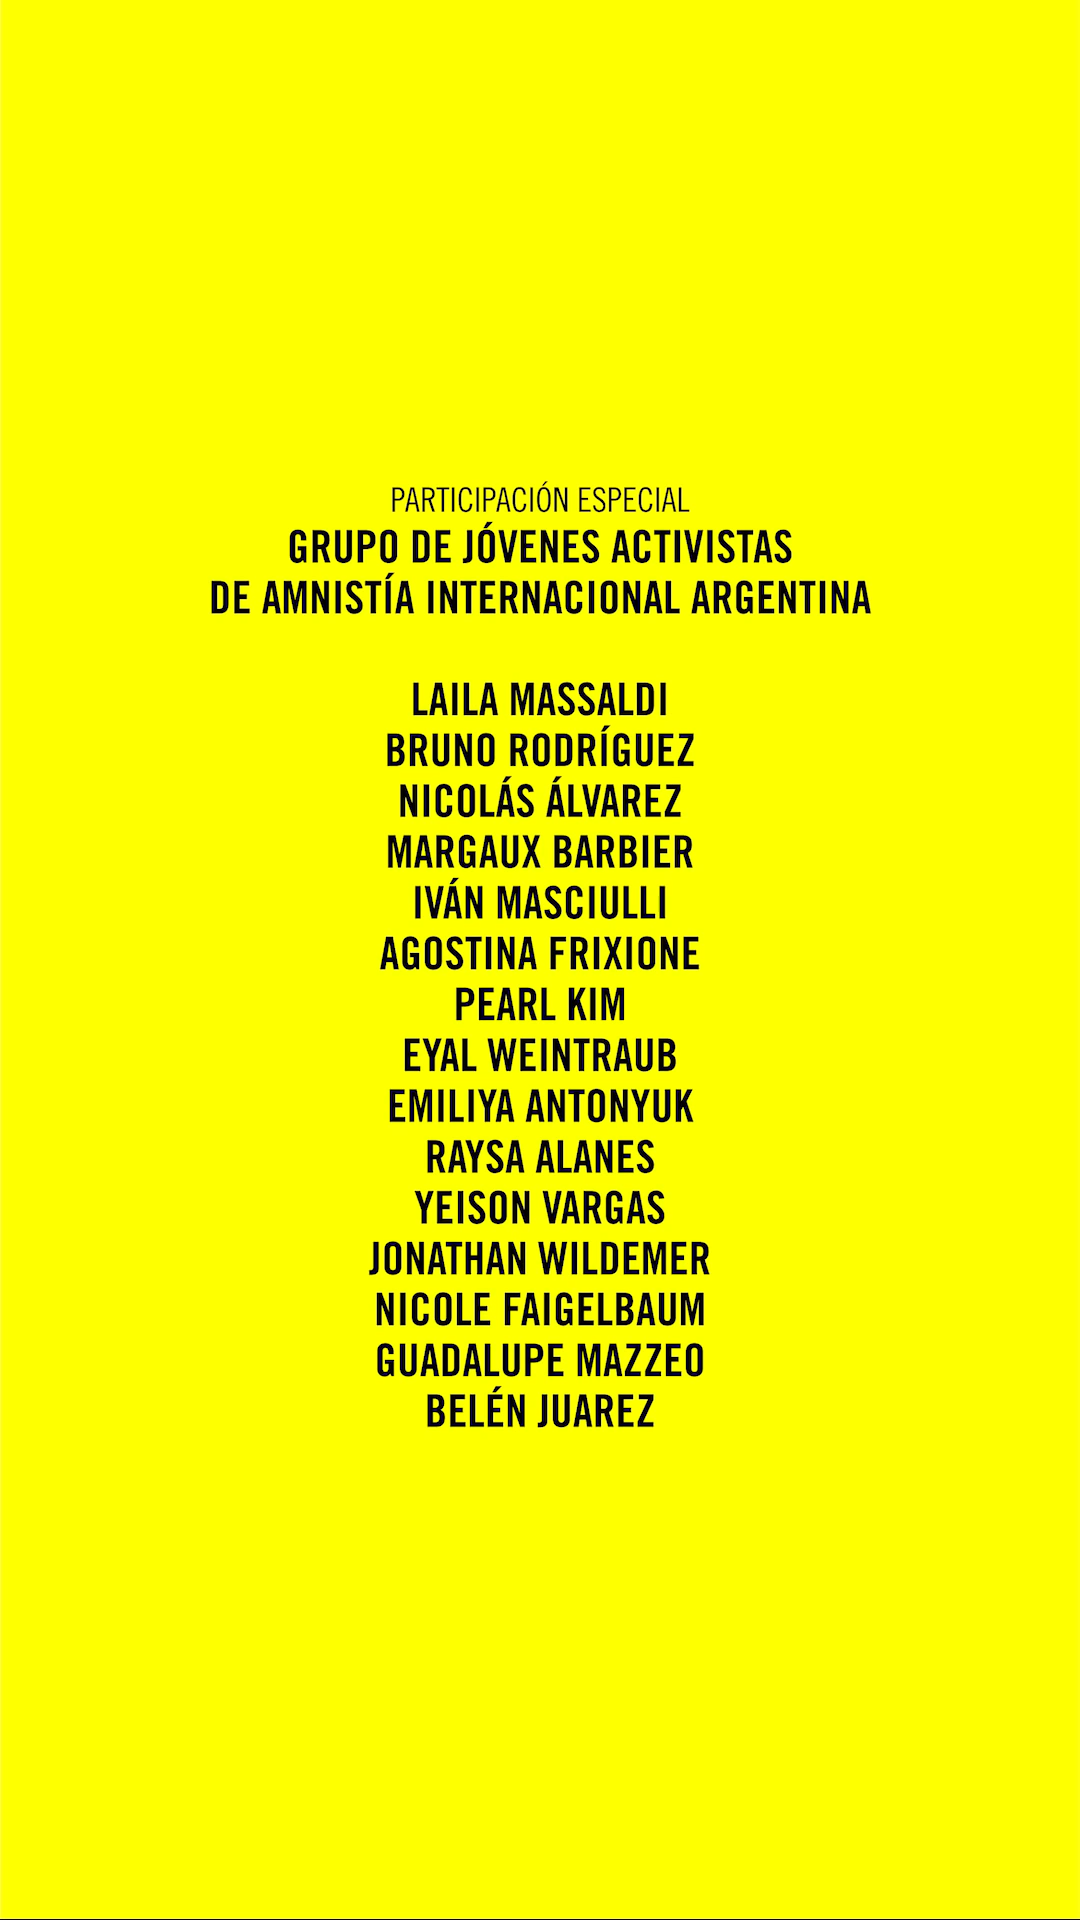 PARTICIPACIÓN ESPECIAL
GRUPO DE JÓVENES ACTIVISTAS
DE AMNISTÍA INTERNACIONAL ARGENTINA
LAILA MASSALDI
BRUNO RODRÍGUEZ
NICOLÁS ÁLVAREZ
MARGAUX BARBIER
IVÁN MASCIULLI
AGOSTINA FRIXIONE
PEARL KIM
EYAL WEINTRAUB
EMILIYA ANTONYUK
RAYSA ALANES
YEISON VARGAS
JONATHAN WILDEMER
NICOLE FAIGELBAUM
GUADALUPE MAZZEO
BELÉN JUAREZ